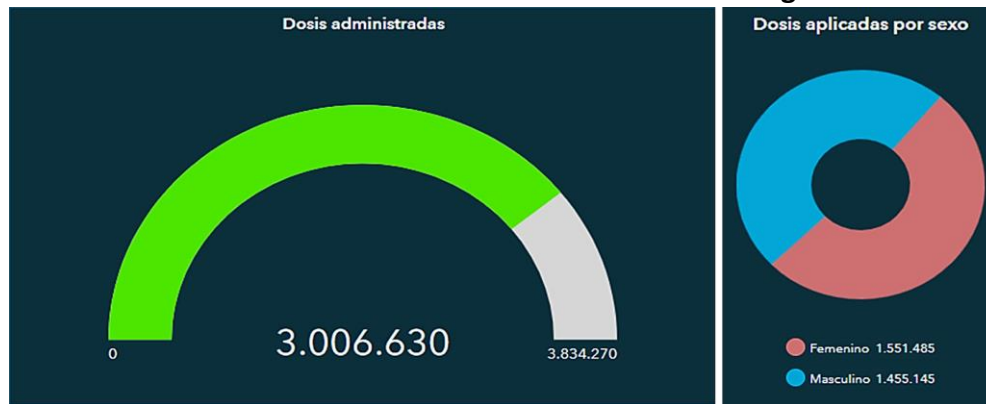 Dosis administradas
0
3.006.630
3.834.270
Dosis aplicadas por sexo
Femenino 1.551.485
Masculino 1.455.145